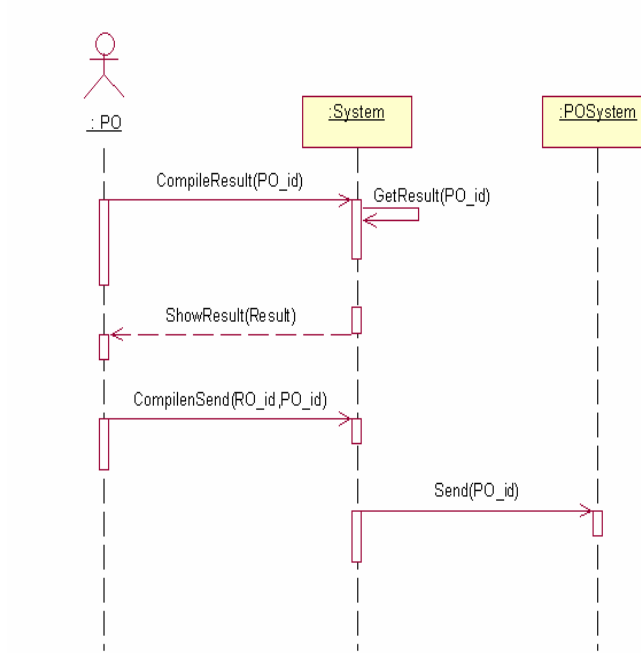 : PO
:System
:POSystem
CompileResult(PO_id)
GetResult(PO_id)
ShowResult(Result)
CompilenSend(RO_id,PO_id)
Send(PO_id)